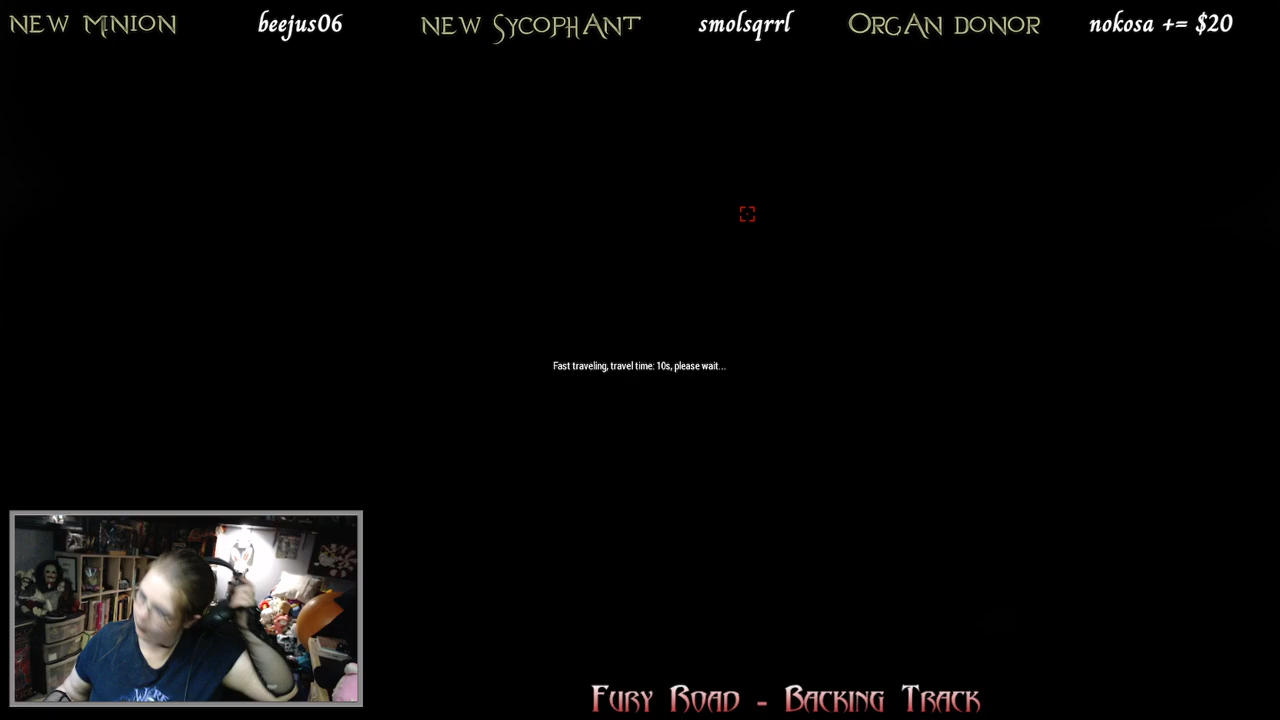 NEW MINION beejus06 NEW SYCOPHANT smolsqrrl ORGAN DONOR nokosa += $20
Fast traveling, travel time: 10s, please wait...
FURY ROAD - BACKING TRACK